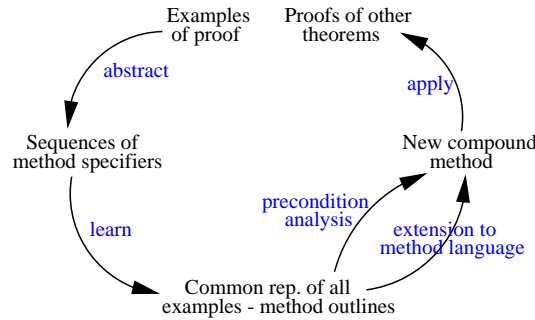 Examples
of proof
Proofs of other
theorems
abstract
apply
Sequences of
method specifiers
New compound
method
precondition
analysis
learn
extension to
method language
Common rep. of all
examples - method outlines